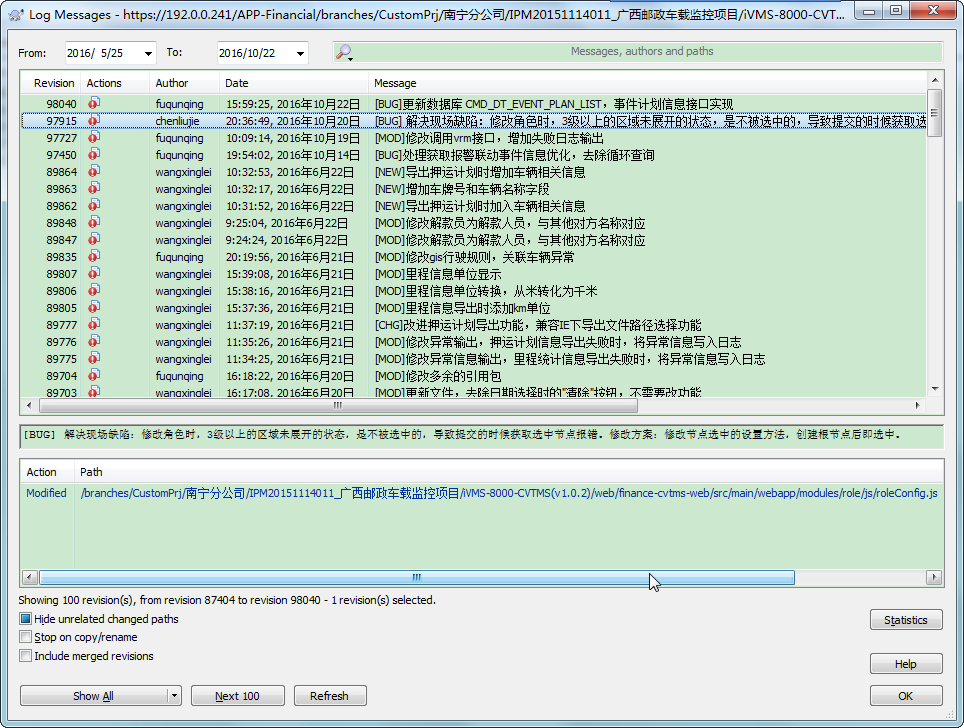 Log Messages - https://192.0.0.241/APP-Financial/branches/CustomPrj/南宁分公司/IPM20151114011_广西邮政车载监控项目/iVMS-8000-CVT...
From: 2016/ 5/25 To: 2016/10/22 Messages, authors and paths
Revision Actions Author Date Message
98040 fuqunqing 15:59:25, 2016年10月22日 [BUG]更新数据库 CMD_DT_EVENT_PLAN_LIST，事件计划信息接口实现
97915 chenliujie 20:36:49, 2016年10月20日 [BUG] 解决现场缺陷：修改角色时，3级以上的区域未展开的状态，是不被选中的，导致提交的时候获取选
97727 fuqunqing 10:09:14, 2016年10月19日 [MOD]修改调用vrm接口，增加失败日志输出
97450 fuqunqing 19:54:02, 2016年10月14日 [BUG]处理获取报警联动事件信息优化，去除循环查询
89864 wangxinglei 10:32:53, 2016年6月22日 [NEW]导出押运计划时增加车辆相关信息
89863 wangxinglei 10:32:17, 2016年6月22日 [NEW]增加车牌号和车辆名称字段
89862 wangxinglei 10:31:52, 2016年6月22日 [NEW]导出押运计划时加入车辆相关信息
89848 wangxinglei 9:25:04, 2016年6月22日 [MOD]修改解款员为解款人员，与其他对方名称对应
89847 wangxinglei 9:24:24, 2016年6月22日 [MOD]修改解款员为解款人员，与其他对方名称对应
89835 fuqunqing 20:19:56, 2016年6月21日 [MOD]修改gis行驶规则，关联车辆异常
89807 wangxinglei 15:39:08, 2016年6月21日 [MOD]里程信息单位显示
89806 wangxinglei 15:38:16, 2016年6月21日 [MOD]里程信息单位转换，从米转化为千米
89805 wangxinglei 15:37:36, 2016年6月21日 [MOD]里程信息导出时添加km单位
89777 wangxinglei 11:37:19, 2016年6月21日 [CHG]改进押运计划导出功能，兼容IE下导出文件路径选择功能
89776 wangxinglei 11:35:26, 2016年6月21日 [MOD]修改异常输出，押运计划信息导出失败时，将异常信息写入日志
89775 wangxinglei 11:34:25, 2016年6月21日 [MOD]修改异常信息输出，里程统计信息导出失败时，将异常信息写入日志
89704 fuqunqing 16:18:22, 2016年6月20日 [MOD]修改多余的引用包
89703 wangxinglei 16:17:08, 2016年6月20日 [MOD]更新文件，去除日期选择时的"清除"按钮，不需要改功能
[BUG] 解决现场缺陷：修改角色时，3级以上的区域未展开的状态，是不被选中的，导致提交的时候获取选中节点报错。修改方案：修改节点选中的设置方法，创建根节点后即选中。
Action Path
Modified /branches/CustomPrj/南宁分公司/IPM20151114011_广西邮政车载监控项目/iVMS-8000-CVTMS(v1.0.2)/web/finance-cvtms-web/src/main/webapp/modules/role/js/roleConfig.js
Showing 100 revision(s), from revision 87404 to revision 98040 - 1 revision(s) selected.
Hide unrelated changed paths
Stop on copy/rename
Include merged revisions
Statistics
Help
Show All Next 100 Refresh OK